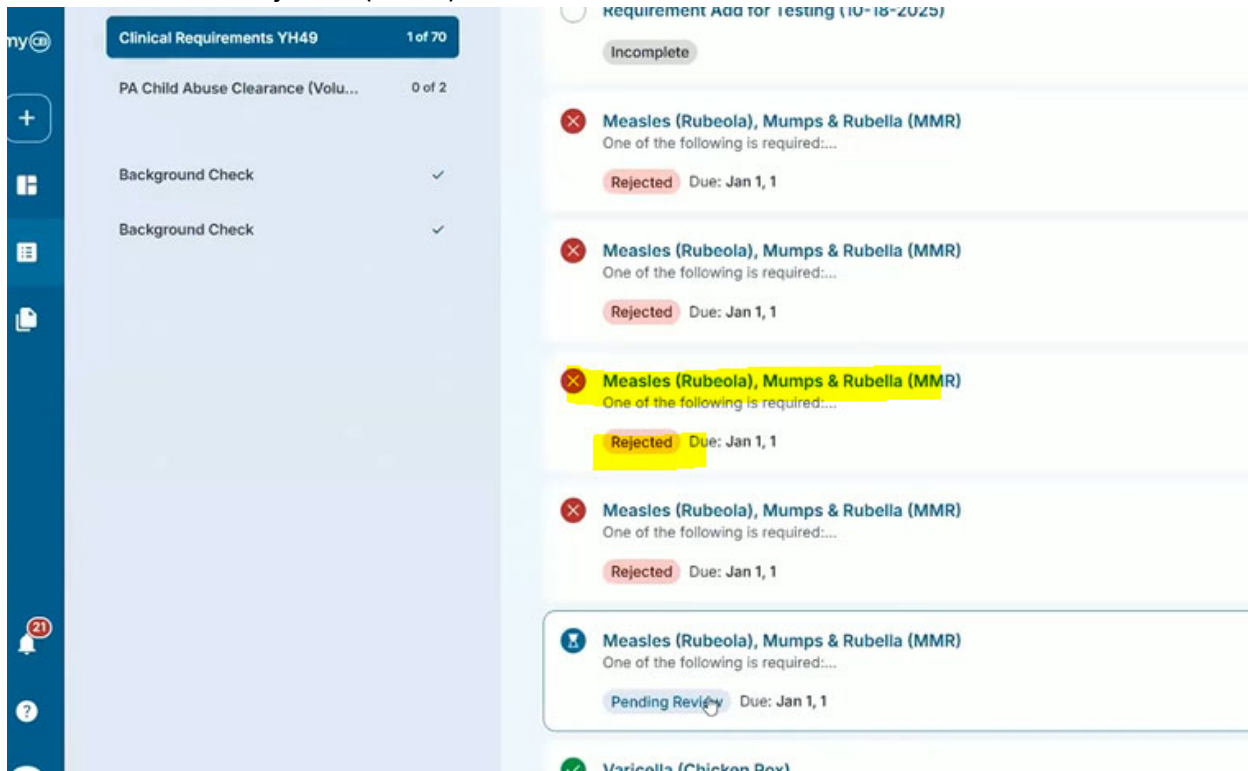 my CB
Clinical Requirements YH49 1 of 70
PA Child Abuse Clearance (Volu... 0 of 2
Background Check
Background Check
21
?
Requirement Add for Testing (10-18-2025)
Incomplete
Measles (Rubeola), Mumps & Rubella (MMR)
One of the following is required:...
Rejected Due: Jan 1, 1
Measles (Rubeola), Mumps & Rubella (MMR)
One of the following is required:...
Rejected Due: Jan 1, 1
Measles (Rubeola), Mumps & Rubella (MMR)
One of the following is required:...
Rejected Due: Jan 1, 1
Measles (Rubeola), Mumps & Rubella (MMR)
One of the following is required:...
Rejected Due: Jan 1, 1
Measles (Rubeola), Mumps & Rubella (MMR)
One of the following is required:...
Pending Review Due: Jan 1, 1
Varicella (Chicken Pox)